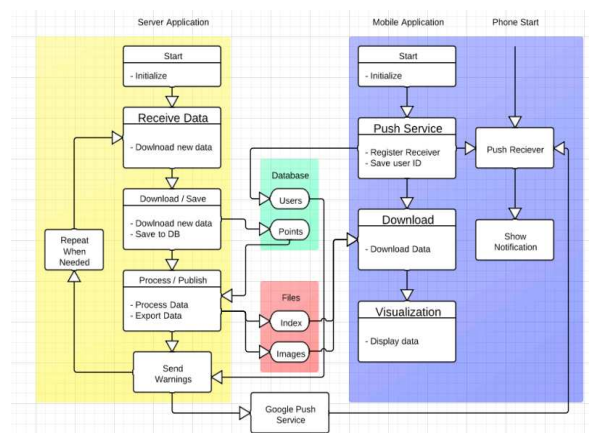 Server Application
Mobile Application
Phone Start
Start
- Initialize
Receive Data
- Dowlnoad new data
Download / Save
- Dowlnoad new data
- Save to DB
Repeat
When
Needed
Process / Publish
- Process Data
- Export Data
Send
Warnings
Database
Users
Points
Files
Index
Images
Google Push
Service
Start
- Initialize
Push Service
- Register Receiver
- Save user ID
Download
- Download Data
Visualization
- Display data
Push Reciever
Show
Notification